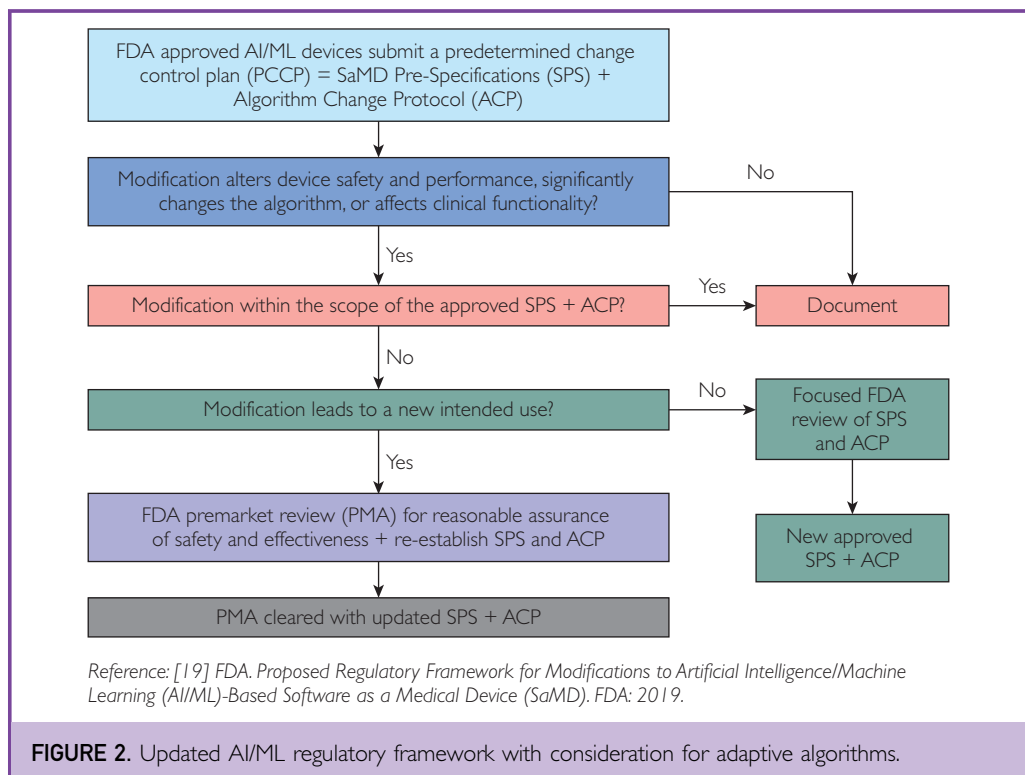 FDA approved AI/ML devices submit a predetermined change
control plan (PCCP) = SaMD Pre-Specifications (SPS) +
Algorithm Change Protocol (ACP)
Modification alters device safety and performance, significantly
changes the algorithm, or affects clinical functionality?
No
Yes
Modification within the scope of the approved SPS + ACP?
Yes
Document
No
Modification leads to a new intended use?
No
Focused FDA
review of SPS
and ACP
Yes
FDA premarket review (PMA) for reasonable assurance
of safety and effectiveness + re-establish SPS and ACP
New approved
SPS + ACP
PMA cleared with updated SPS + ACP
Reference: [19] FDA. Proposed Regulatory Framework for Modifications to Artificial Intelligence/Machine
Learning (AI/ML)-Based Software as a Medical Device (SaMD). FDA: 2019.
FIGURE 2. Updated AI/ML regulatory framework with consideration for adaptive algorithms.